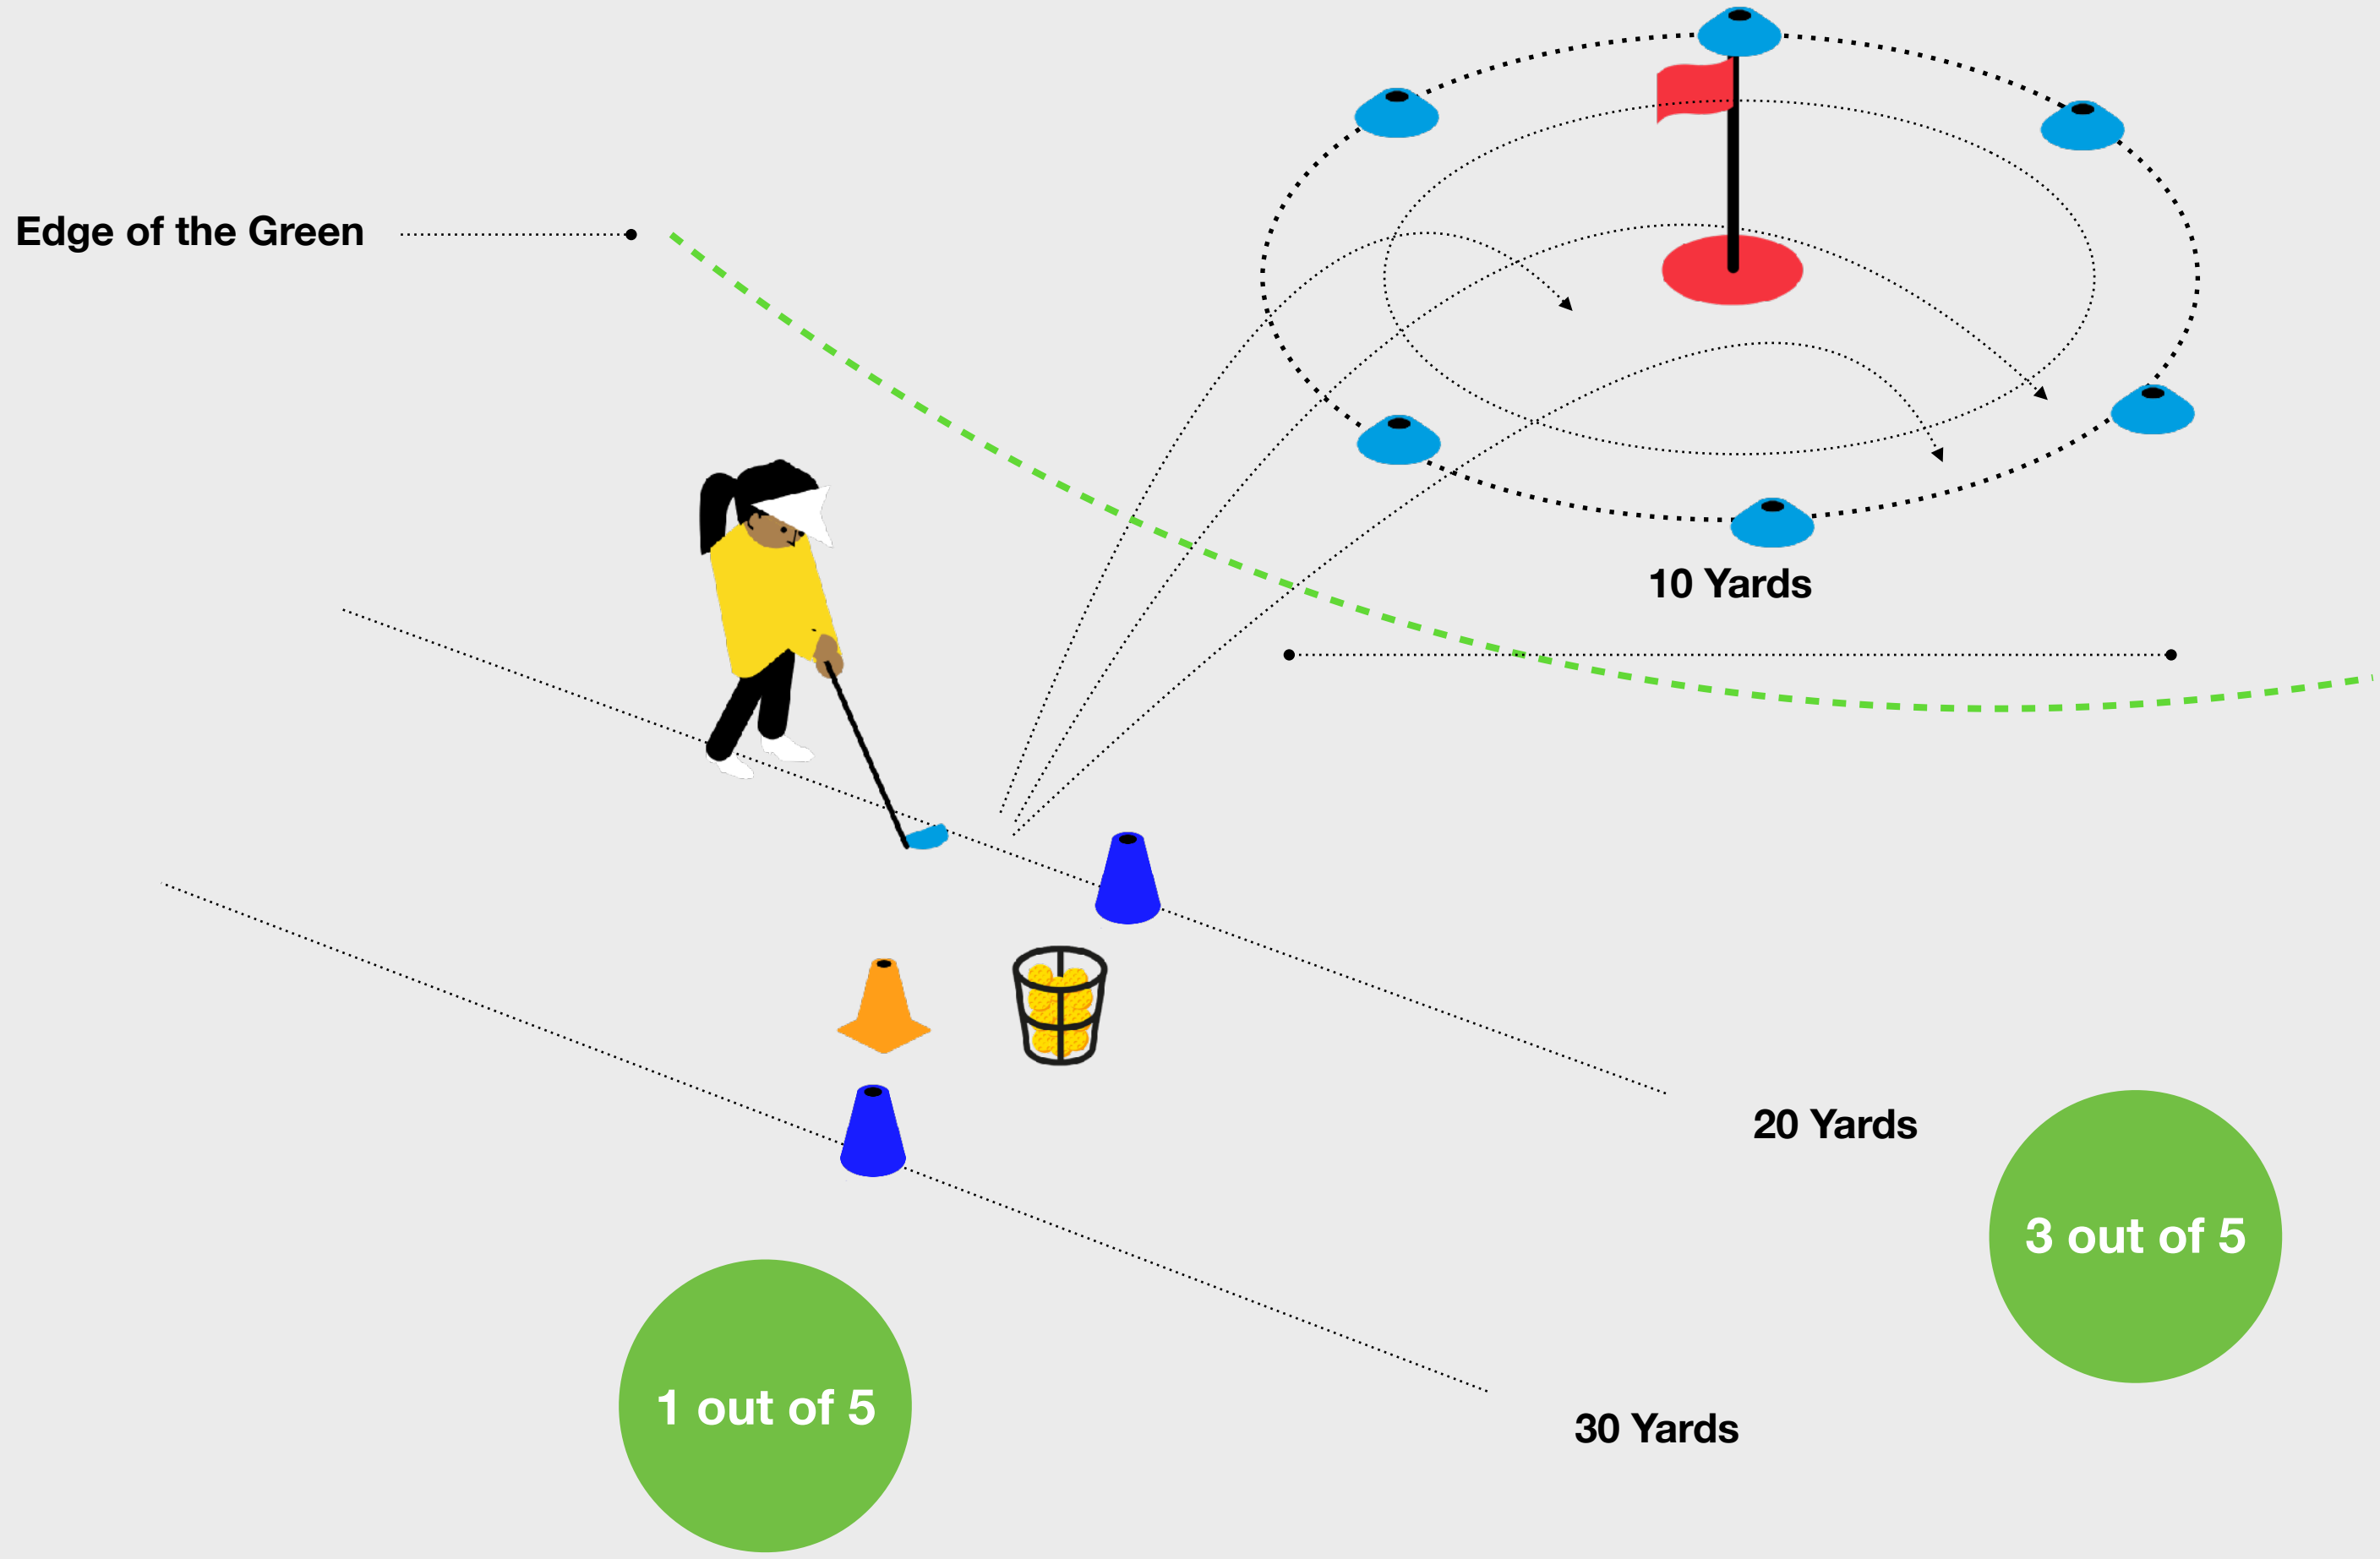 Edge of the Green
10 Yards
20 Yards
3 out of 5
1 out of 5
30 Yards